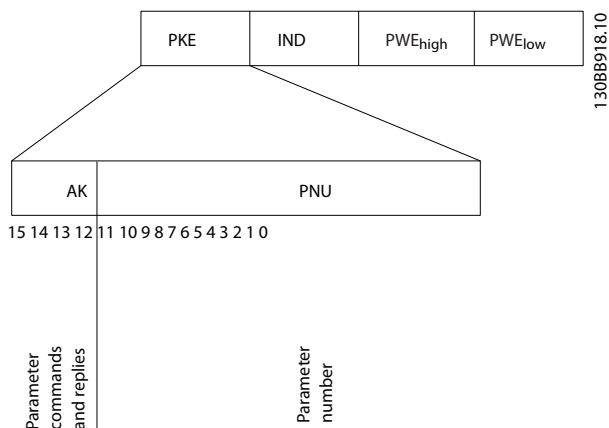 PKE IND PWEhigh PWElow
130BB918.10
AK PNU
15 14 13 12 11 10 9 8 7 6 5 4 3 2 1 0
Parameter
commands
and replies
Parameter
number